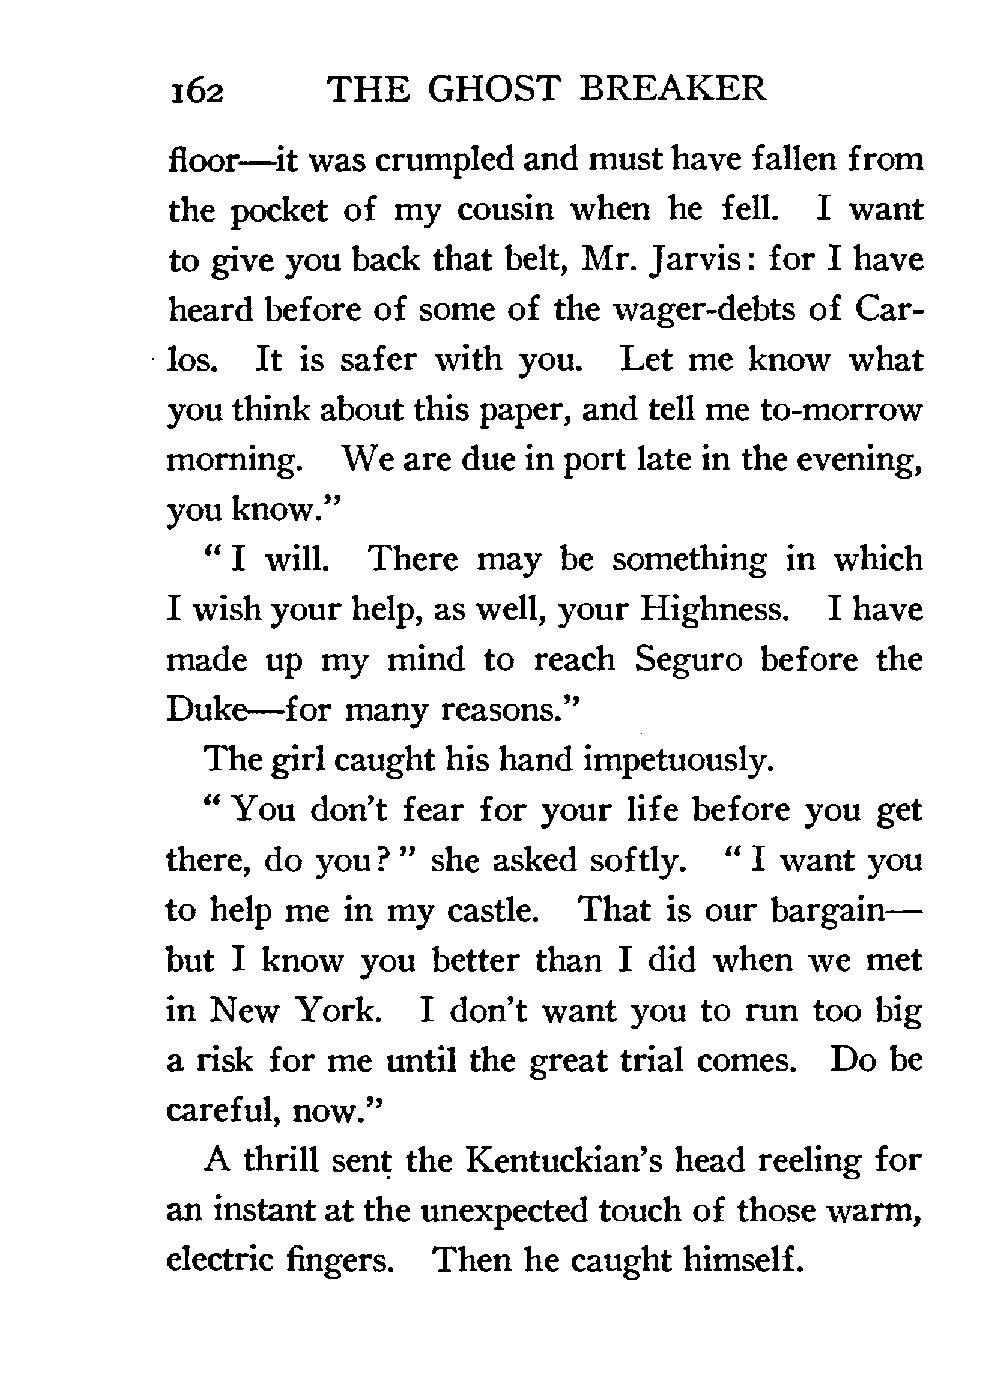 162 THE GHOST BREAKER
floor—it was crumpled and must have fallen from
the pocket of my cousin when he fell. I want
to give you back that belt, Mr. Jarvis: for I have
heard before of some of the wager-debts of Car-
los. It is safer with you. Let me know what
you think about this paper, and tell me to-morrow
morning. We are due in port late in the evening,
you know."
" I will. There may be something in which
I wish your help, as well, your Highness. I have
made up my mind to reach Seguro before the
Duke—for many reasons."
The girl caught his hand impetuously.
" You don't fear for your life before you get
there, do you? " she asked softly. " I want you
to help me in my castle. That is our bargain—
but I know you better than I did when we met
in New York. I don't want you to run too big
a risk for me until the great trial comes. Do be
careful, now."
A thrill sent the Kentuckian's head reeling for
an instant at the unexpected touch of those warm,
electric fingers. Then he caught himself.